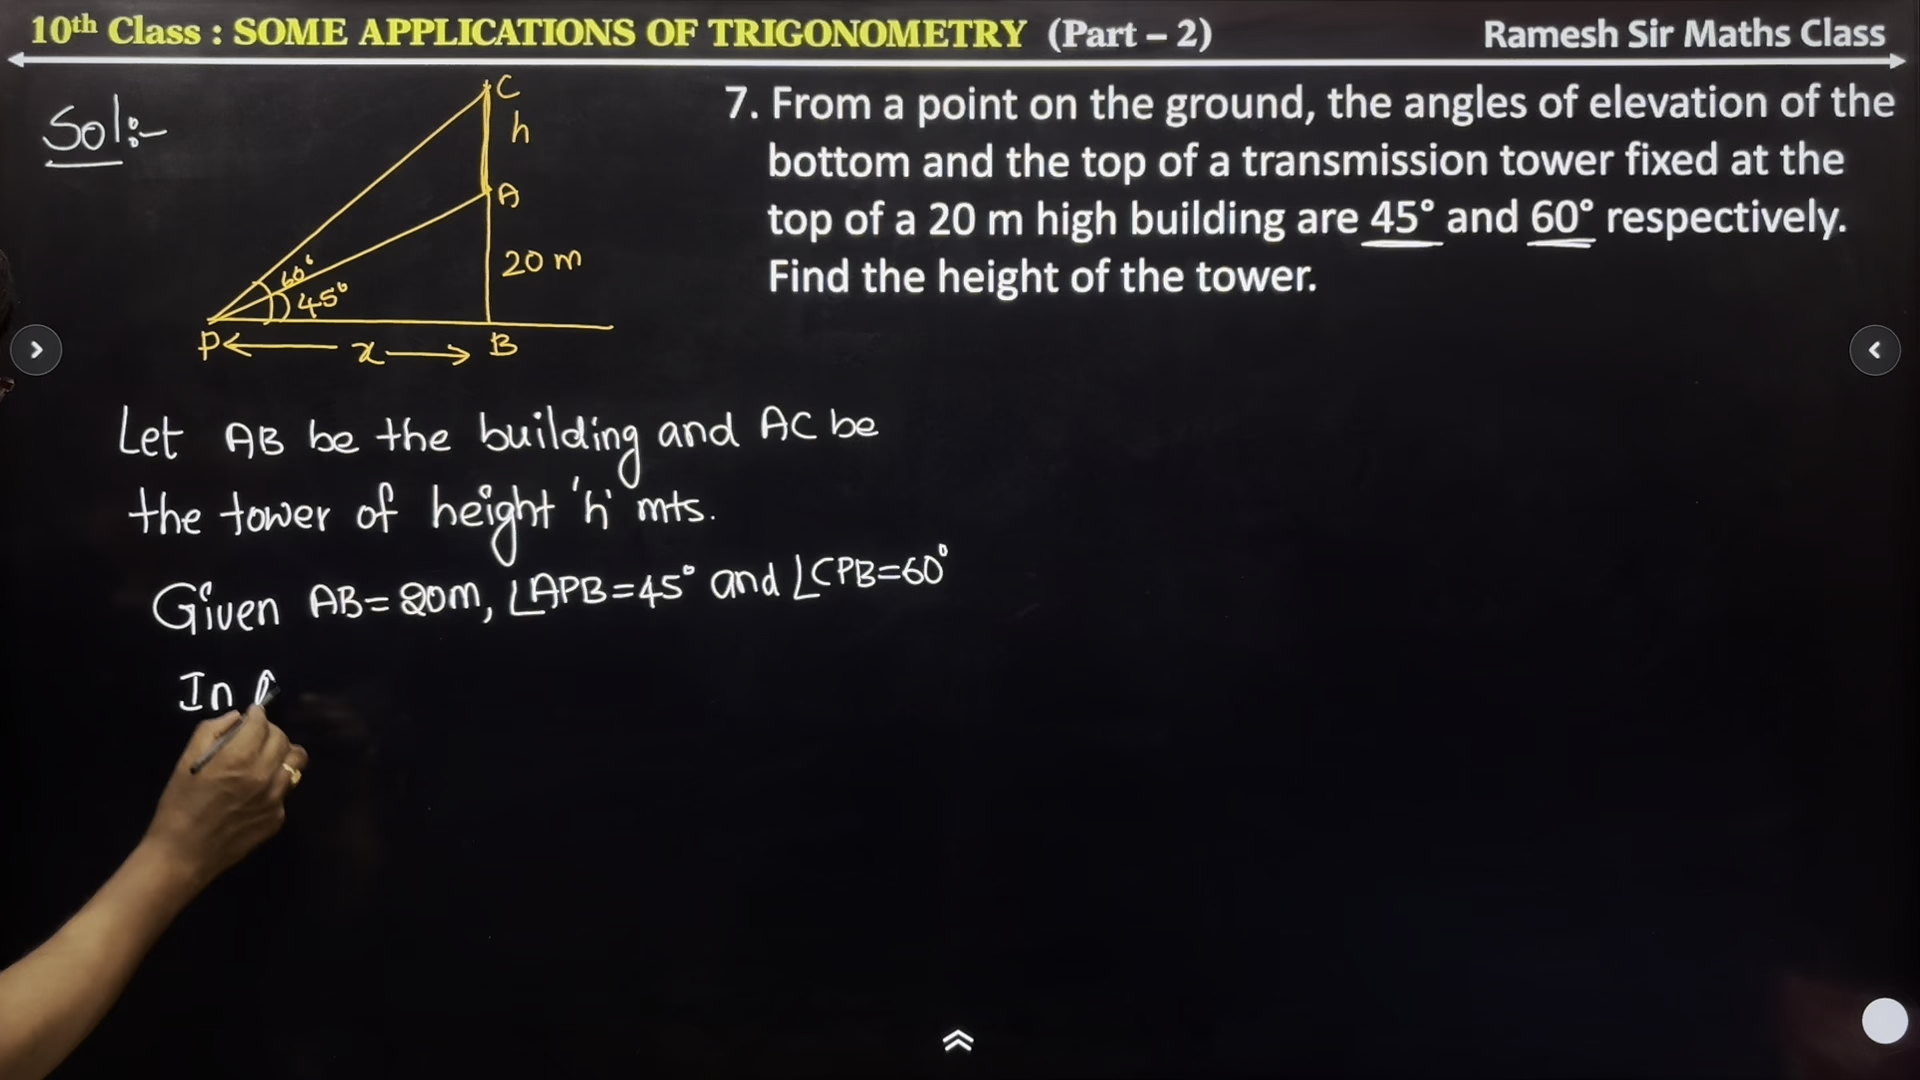 10th Class : SOME APPLICATIONS OF TRIGONOMETRY (Part – 2)
Ramesh Sir Maths Class
Sol:-
C
h
A
20 m
60°
45°
P
x
B
7. From a point on the ground, the angles of elevation of the
bottom and the top of a transmission tower fixed at the
top of a 20 m high building are 45° and 60° respectively.
Find the height of the tower.
Let AB be the building and AC be
the tower of height 'h' mts.
Given AB = 20m, ∠APB = 45° and ∠CPB = 60°
In